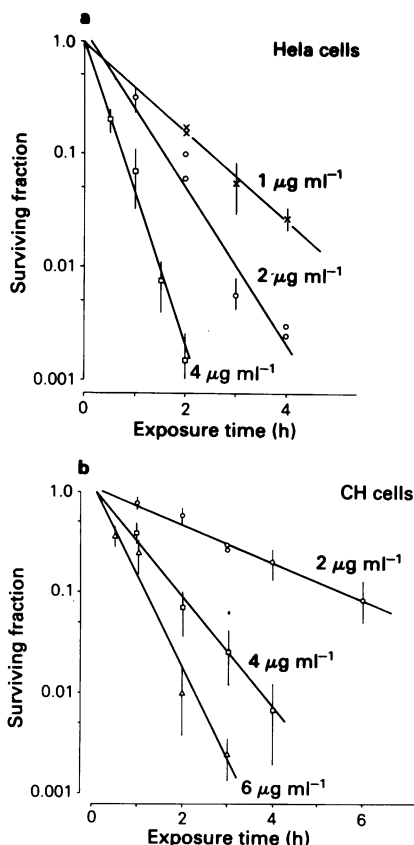 a
Hela cells
1.0
0.1
0.01
0.001
Surviving fraction
1 μg ml⁻¹
2 μg ml⁻¹
4 μg ml⁻¹
0 2 4
Exposure time (h)
b
CH cells
1.0
0.1
0.01
0.001
Surviving fraction
2 μg ml⁻¹
4 μg ml⁻¹
6 μg ml⁻¹
0 2 4 6
Exposure time (h)